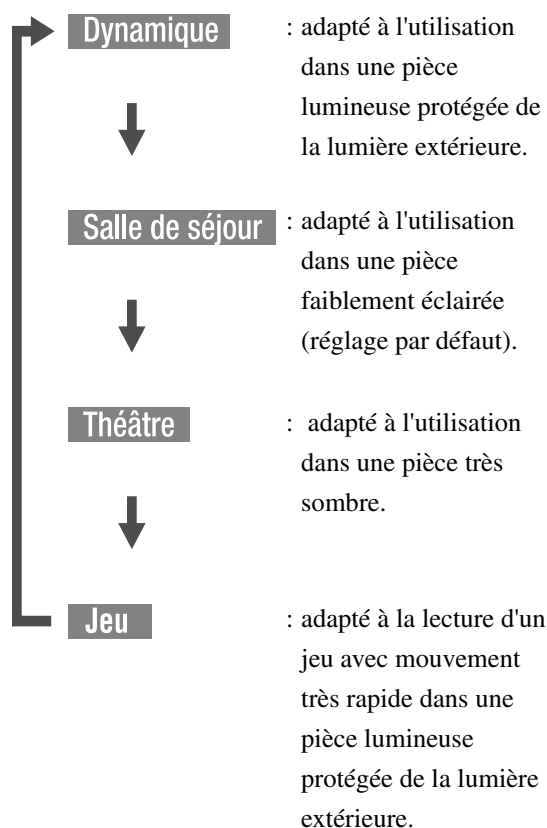 Dynamique : adapté à l'utilisation
dans une pièce
lumineuse protégée de
la lumière extérieure.
Salle de séjour : adapté à l'utilisation
dans une pièce
faiblement éclairée
(réglage par défaut).
Théâtre : adapté à l'utilisation
dans une pièce très
sombre.
Jeu : adapté à la lecture d'un
jeu avec mouvement
très rapide dans une
pièce lumineuse
protégée de la lumière
extérieure.